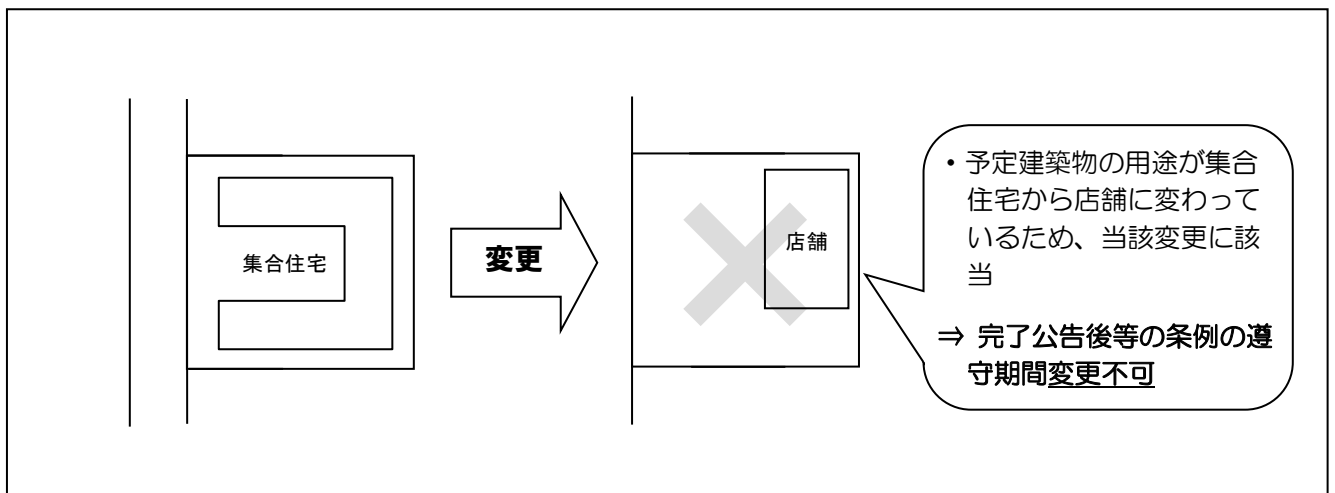 集合住宅
変更
店舗
・予定建築物の用途が集合
住宅から店舗に変わって
いるため、当該変更に該
当
⇒ 完了公告後等の条例の遵
守期間変更不可